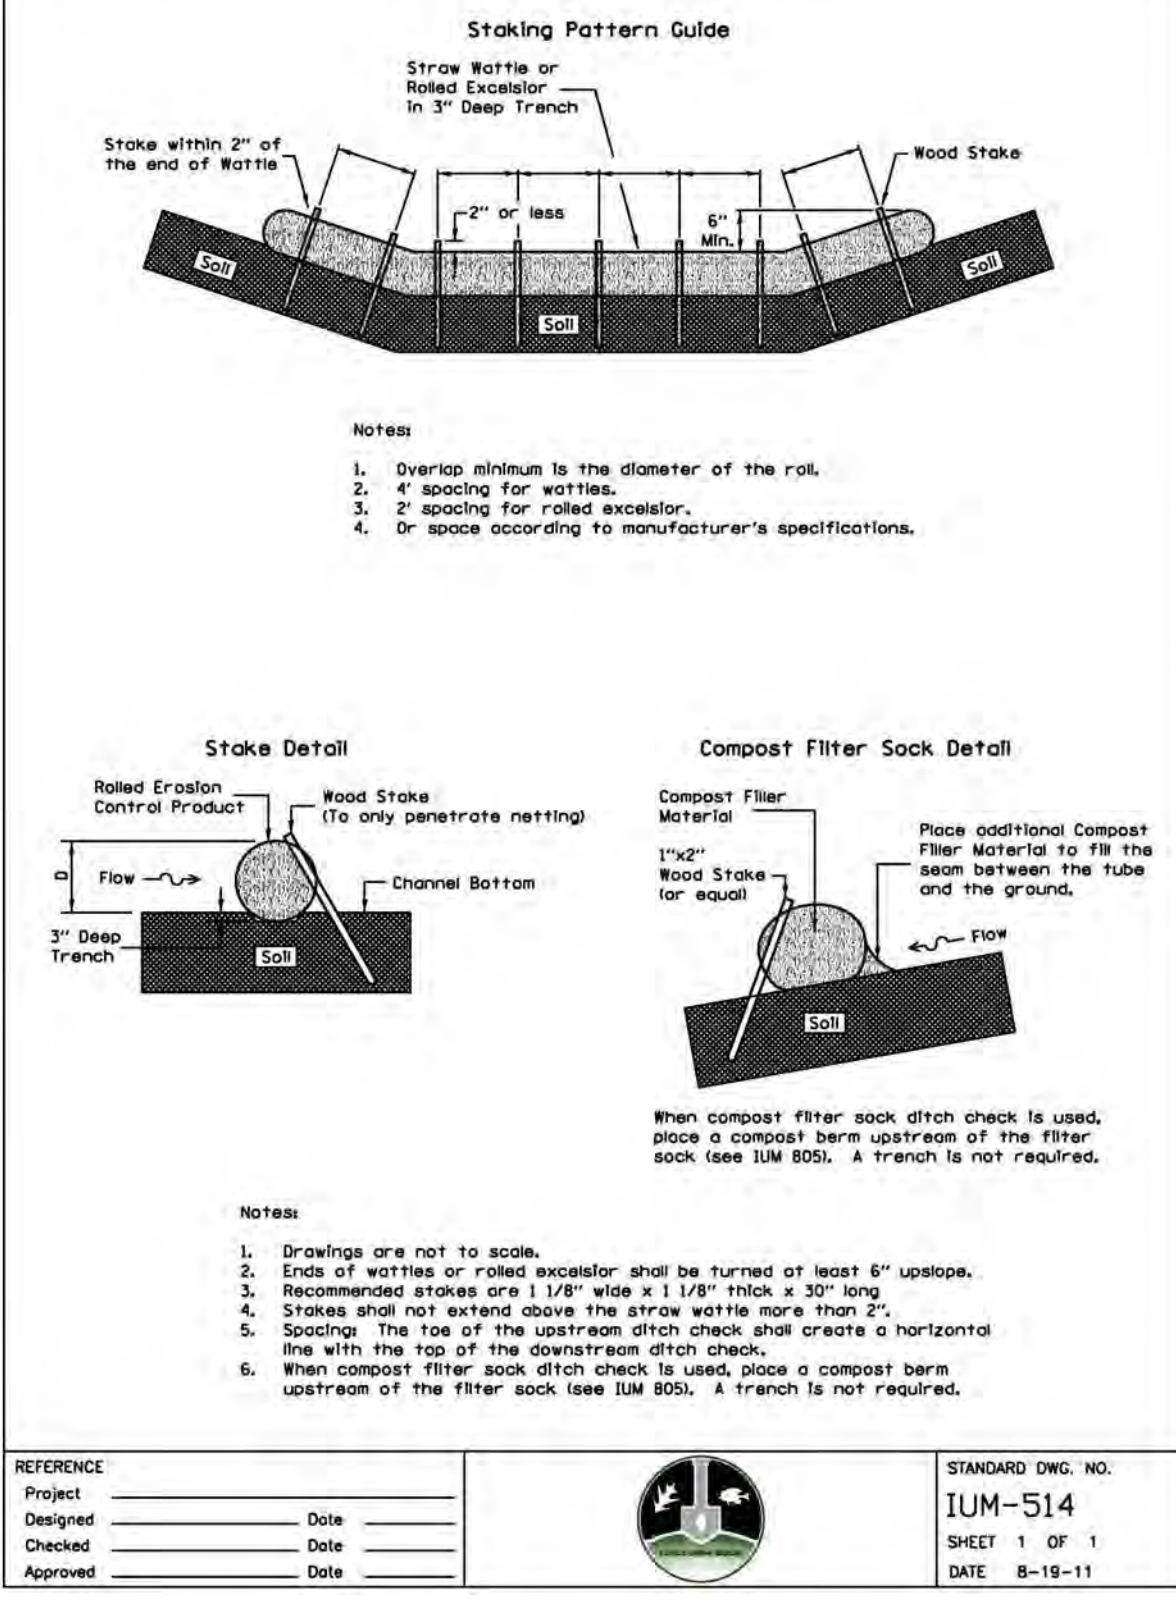 Staking Pattern Guide
Straw Wattle or
Rolled Excelsior
in 3" Deep Trench
Stake within 2" of
the end of Wattle
Wood Stake
2" or less
6"
Min.
Soil
Soil
Soil
Notes:
1. Overlap minimum is the diameter of the roll.
2. 4' spacing for wattles.
3. 2' spacing for rolled excelsior.
4. Or space according to manufacturer's specifications.
Stake Detail
Rolled Erosion
Control Product
Wood Stake
(To only penetrate netting)
D
Flow
Channel Bottom
3" Deep
Trench
Soil
Compost Filter Sock Detail
Compost Filler
Material
1"x2"
Wood Stake
(or equal)
Place additional Compost
Filler Material to fill the
seam between the tube
and the ground.
Flow
Soil
When compost filter sock ditch check is used,
place a compost berm upstream of the filter
sock (see IUM 805). A trench is not required.
Notes:
1. Drawings are not to scale.
2. Ends of wattles or rolled excelsior shall be turned at least 6" upslope.
3. Recommended stakes are 1 1/8" wide x 1 1/8" thick x 30" long
4. Stakes shall not extend above the straw wattle more than 2".
5. Spacing: The toe of the upstream ditch check shall create a horizontal
line with the top of the downstream ditch check.
6. When compost filter sock ditch check is used, place a compost berm
upstream of the filter sock (see IUM 805). A trench is not required.
REFERENCE
Project
Designed Date
Checked Date
Approved Date
STANDARD DWG. NO.
IUM-514
SHEET 1 OF 1
DATE 8-19-11